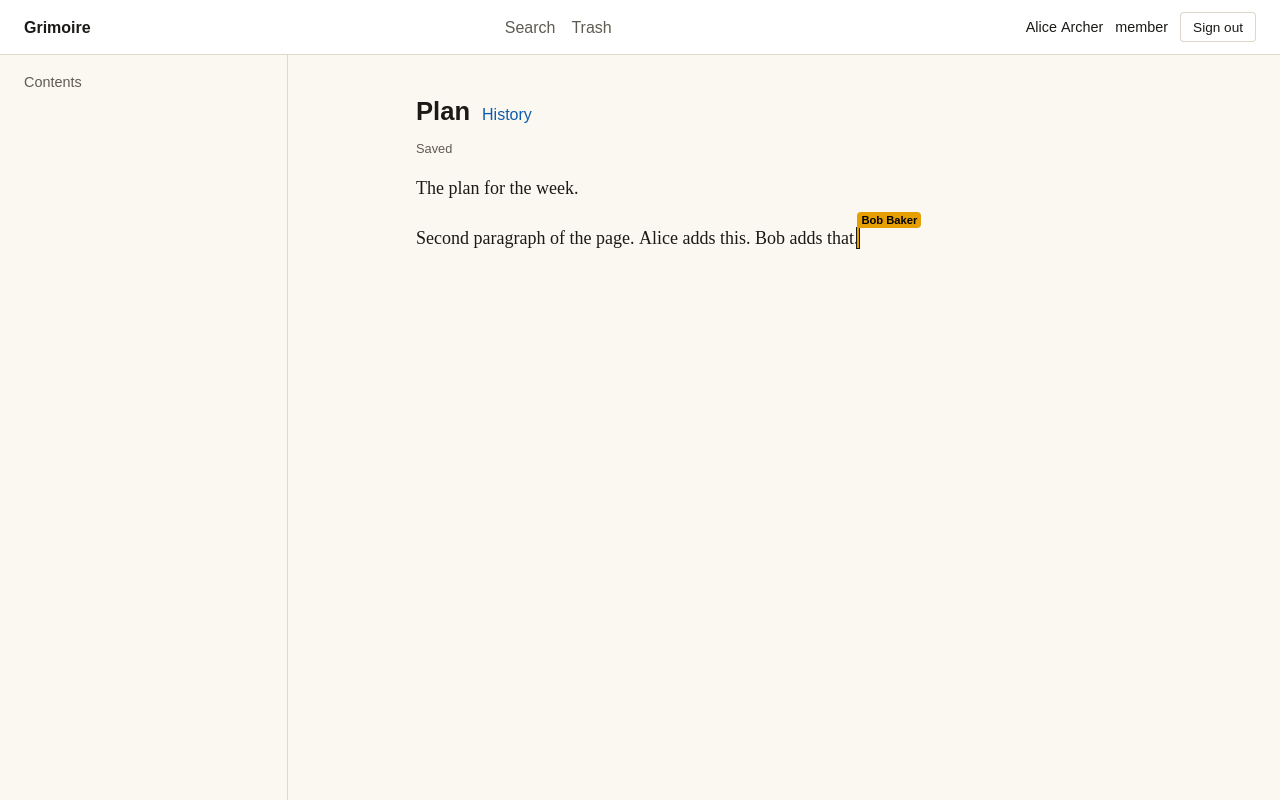 Grimoire
Search Trash
Alice Archer member Sign out
Contents
Plan History
Saved
The plan for the week.
Bob Baker
Second paragraph of the page. Alice adds this. Bob adds that.